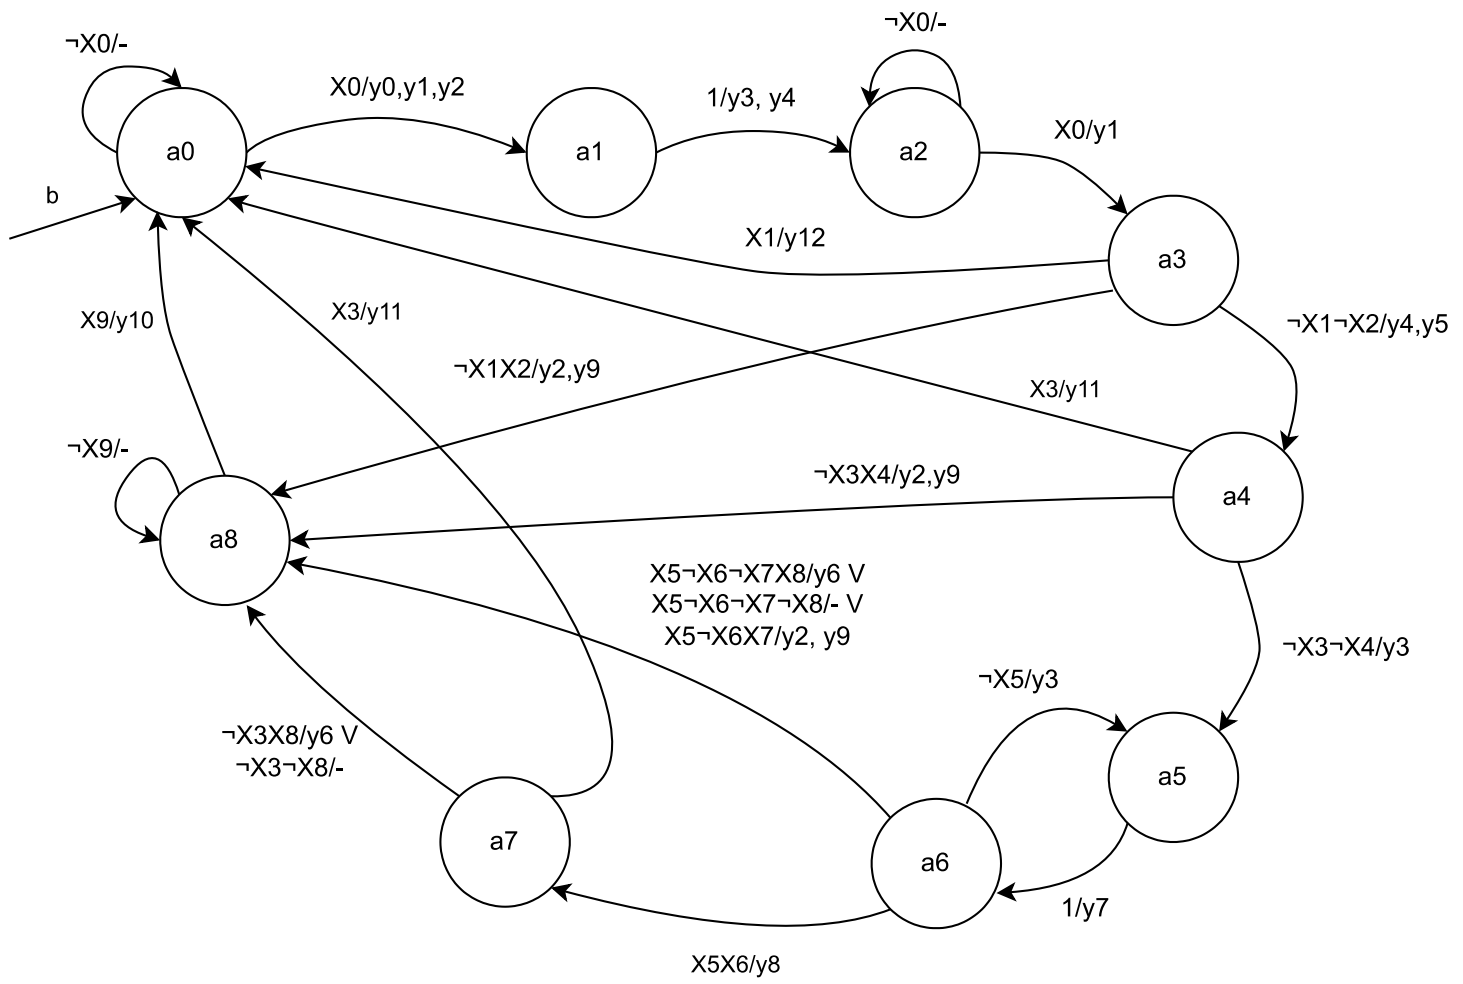 ¬X0/-
¬X0/-
X0/y0,y1,y2
1/y3, y4
X0/y1
a0
a1
a2
b
X1/y12
a3
X9/y10
X3/y11
¬X1¬X2/y4,y5
¬X1X2/y2,y9
X3/y11
¬X9/-
¬X3X4/y2,y9
a4
a8
X5¬X6¬X7X8/y6 V
X5¬X6¬X7¬X8/- V
X5¬X6X7/y2, y9
¬X3¬X4/y3
¬X5/y3
¬X3X8/y6 V
¬X3¬X8/-
a5
a7
a6
1/y7
X5X6/y8